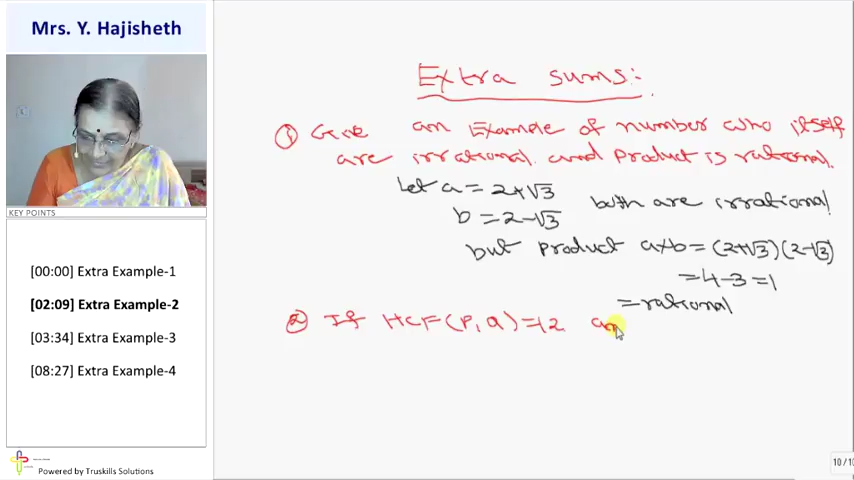 Mrs. Y. Hajisheth
KEY POINTS
[00:00] Extra Example-1
[02:09] Extra Example-2
[03:34] Extra Example-3
[08:27] Extra Example-4
Powered by Truskills Solutions
Extra sums:
① Give an Example of number who itself
are irrational. and product is rational.
Let a = 2+√3
b = 2-√3 both are irrational
but product a×b = (2+√3)(2-√3)
= 4-3 = 1
= rational
② If HCF(P, q) = 12 an
10/10